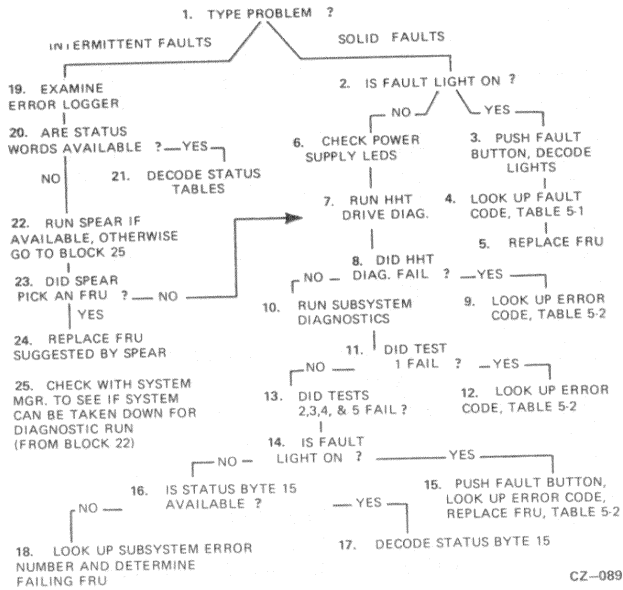 1. TYPE PROBLEM ?
INTERMITTENT FAULTS
SOLID FAULTS
19. EXAMINE
ERROR LOGGER
20. ARE STATUS
WORDS AVAILABLE ? YES
NO
21. DECODE STATUS
TABLES
22. RUN SPEAR IF
AVAILABLE, OTHERWISE
GO TO BLOCK 25
23. DID SPEAR
PICK AN FRU ? NO
YES
24. REPLACE FRU
SUGGESTED BY SPEAR
25. CHECK WITH SYSTEM
MGR. TO SEE IF SYSTEM
CAN BE TAKEN DOWN FOR
DIAGNOSTIC RUN
(FROM BLOCK 22)
2. IS FAULT LIGHT ON ?
NO
YES
6. CHECK POWER
SUPPLY LEDS
3. PUSH FAULT
BUTTON, DECODE
LIGHTS
7. RUN HHT
DRIVE DIAG.
4. LOOK UP FAULT
CODE, TABLE 5-1
5. REPLACE FRU
8. DID HHT
NO DIAG. FAIL ? YES
10. RUN SUBSYSTEM
DIAGNOSTICS
9. LOOK UP ERROR
CODE, TABLE 5-2
11. DID TEST
NO 1 FAIL ? YES
13. DID TESTS
2,3,4, & 5 FAIL ?
12. LOOK UP ERROR
CODE, TABLE 5-2
14. IS FAULT
NO LIGHT ON ? YES
16. IS STATUS BYTE 15
AVAILABLE ?
15. PUSH FAULT BUTTON,
LOOK UP ERROR CODE,
REPLACE FRU, TABLE 5-2
NO
YES
18. LOOK UP SUBSYSTEM ERROR
NUMBER AND DETERMINE
FAILING FRU
17. DECODE STATUS BYTE 15
CZ-089